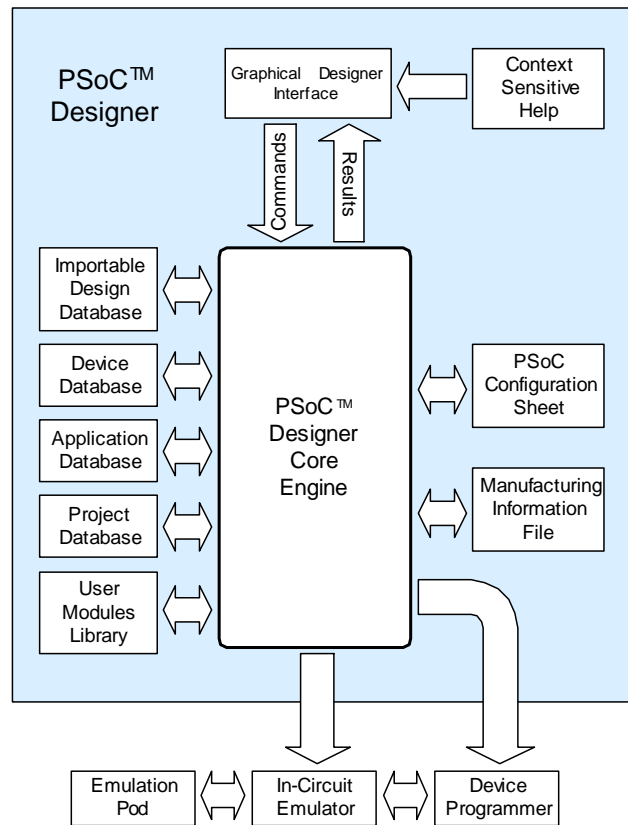 PSoC™
Designer
Graphical Designer
Interface
Context
Sensitive
Help
Commands
Results
Importable
Design
Database
Device
Database
Application
Database
Project
Database
User
Modules
Library
PSoC™
Designer
Core
Engine
PSoC
Configuration
Sheet
Manufacturing
Information
File
Emulation
Pod
In-Circuit
Emulator
Device
Programmer